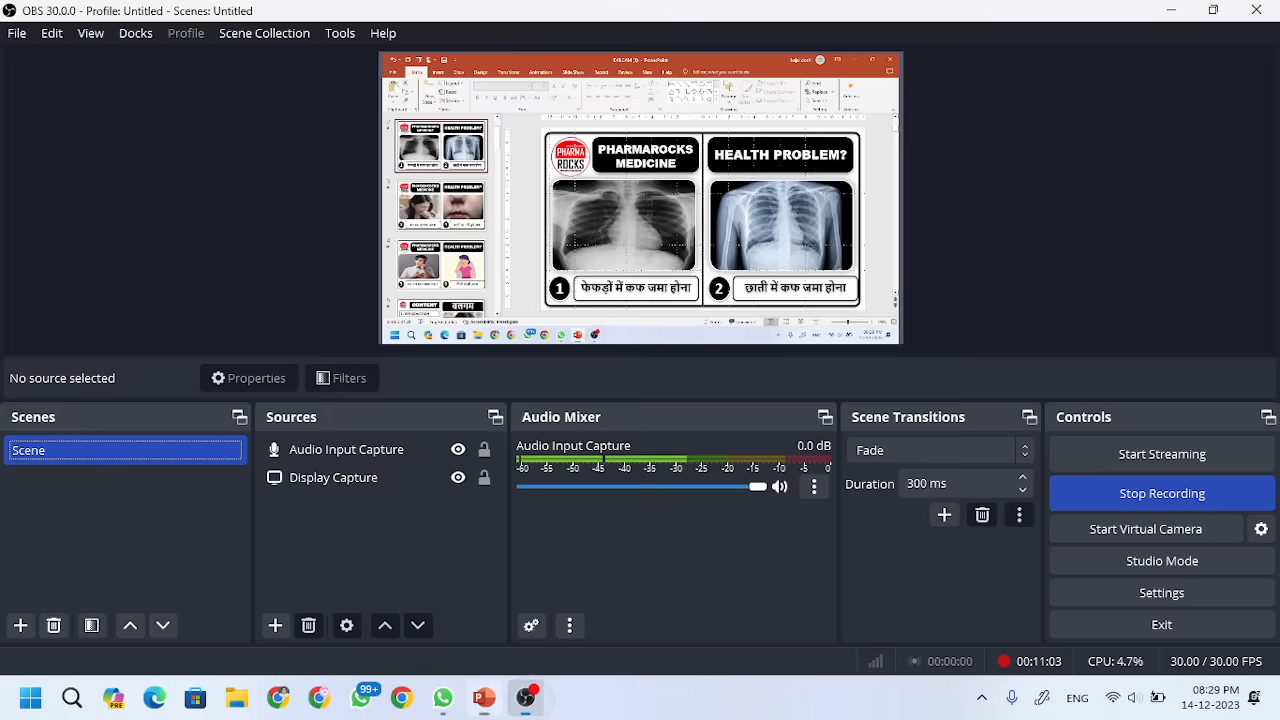 OBS 30.0.0 - Profile: Untitled - Scenes: Untitled
File Edit View Docks Profile Scene Collection Tools Help
PHARMA ROCKS
PHARMAROCKS MEDICINE
HEALTH PROBLEM?
1 फेफड़ों में कफ जमा होना
2 छाती में कफ जमा होना
No source selected
Properties
Filters
Scenes
Sources
Audio Mixer
Scene Transitions
Controls
Scene
Audio Input Capture
Display Capture
Audio Input Capture 0.0 dB
-60 -55 -50 -45 -40 -35 -30 -25 -20 -15 -10 -5 0
Fade
Duration 300 ms
Start Streaming
Stop Recording
Start Virtual Camera
Studio Mode
Settings
Exit
00:00:00 00:11:03 CPU: 4.7% 30.00 / 30.00 FPS
PRE
99+
ENG
08:29 PM
14-12-2023